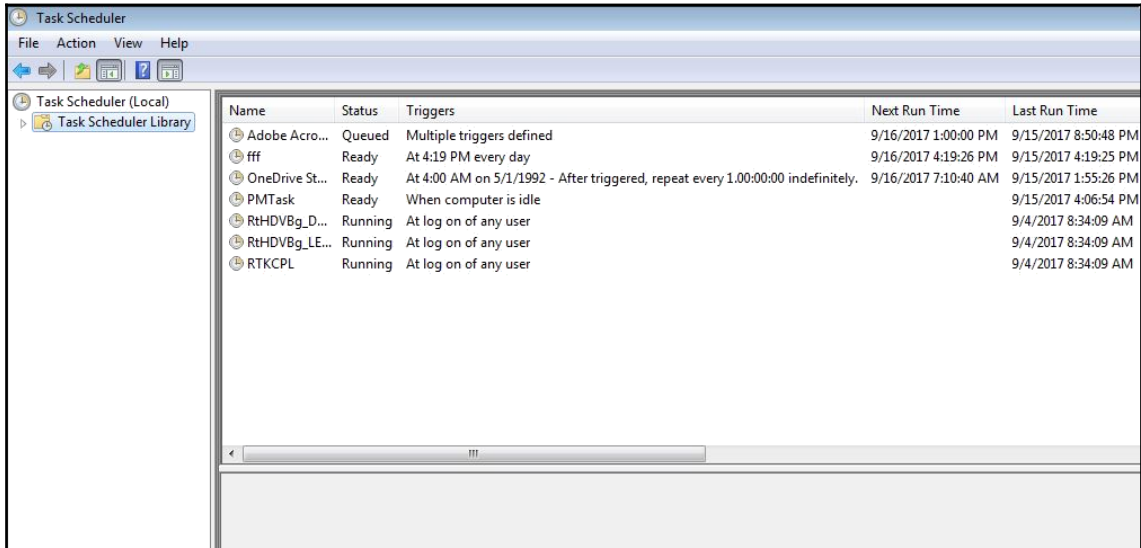 Task Scheduler
File Action View Help
Task Scheduler (Local)
Task Scheduler Library
Name Status Triggers Next Run Time Last Run Time
Adobe Acro... Queued Multiple triggers defined 9/16/2017 1:00:00 PM 9/15/2017 8:50:48 PM
fff Ready At 4:19 PM every day 9/16/2017 4:19:26 PM 9/15/2017 4:19:25 PM
OneDrive St... Ready At 4:00 AM on 5/1/1992 - After triggered, repeat every 1.00:00:00 indefinitely. 9/16/2017 7:10:40 AM 9/15/2017 1:55:26 PM
PMTask Ready When computer is idle 9/15/2017 4:06:54 PM
RtHDVBg_D... Running At log on of any user 9/4/2017 8:34:09 AM
RtHDVBg_LE... Running At log on of any user 9/4/2017 8:34:09 AM
RTKCPL Running At log on of any user 9/4/2017 8:34:09 AM